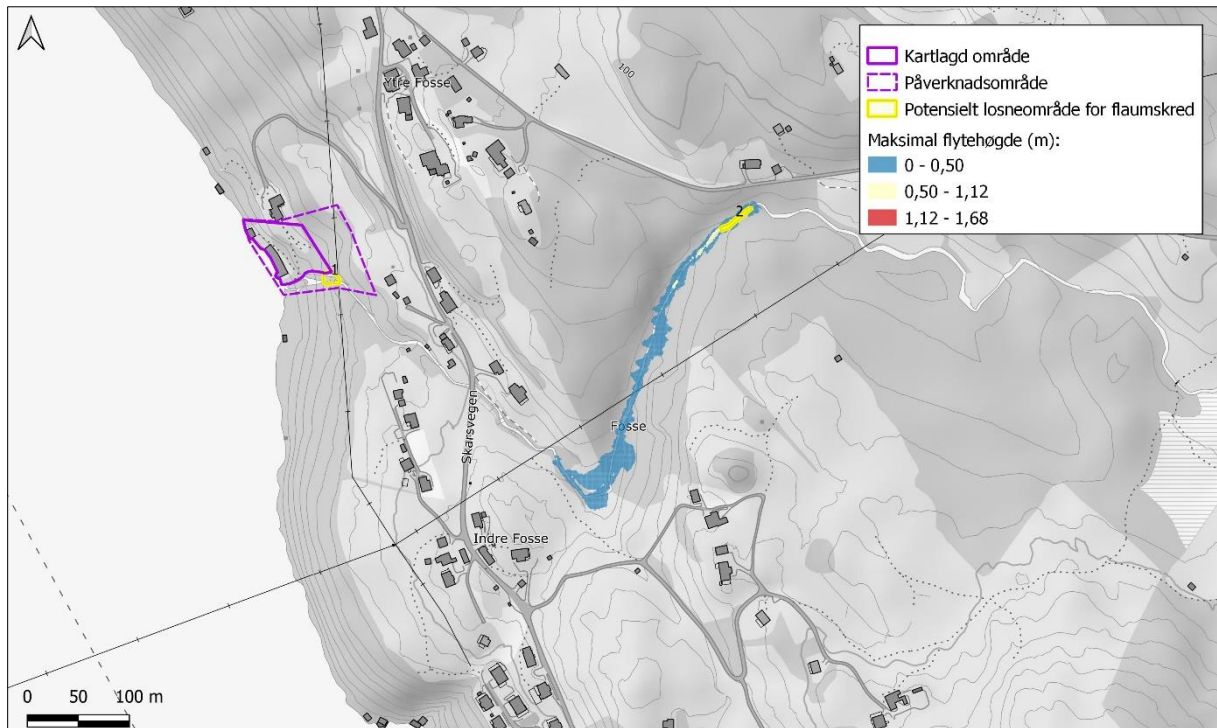 Kartlagd område
Påverknadsområde
Potensielt losneområde for flaumskred
Maksimal flytehøgde (m):
0 - 0,50
0,50 - 1,12
1,12 - 1,68
100
Ytre Fosse
2
1
Skarsvegen
Fosse
Indre Fosse
0 50 100 m